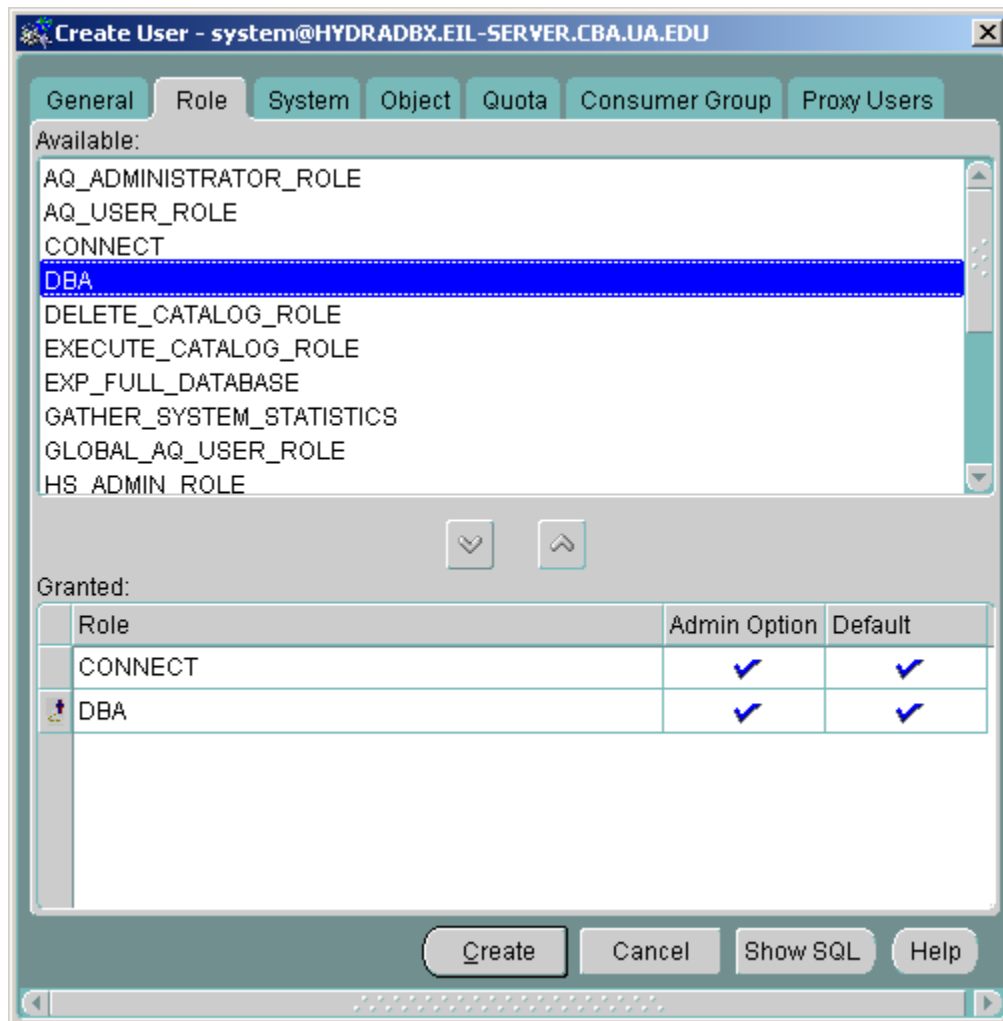 Create User - system@HYDRADBX.EIL-SERVER.CBA.UA.EDU
General Role System Object Quota Consumer Group Proxy Users
Available:
AQ_ADMINISTRATOR_ROLE
AQ_USER_ROLE
CONNECT
DBA
DELETE_CATALOG_ROLE
EXECUTE_CATALOG_ROLE
EXP_FULL_DATABASE
GATHER_SYSTEM_STATISTICS
GLOBAL_AQ_USER_ROLE
HS_ADMIN_ROLE
Granted:
Role Admin Option Default
CONNECT
DBA
Create Cancel Show SQL Help